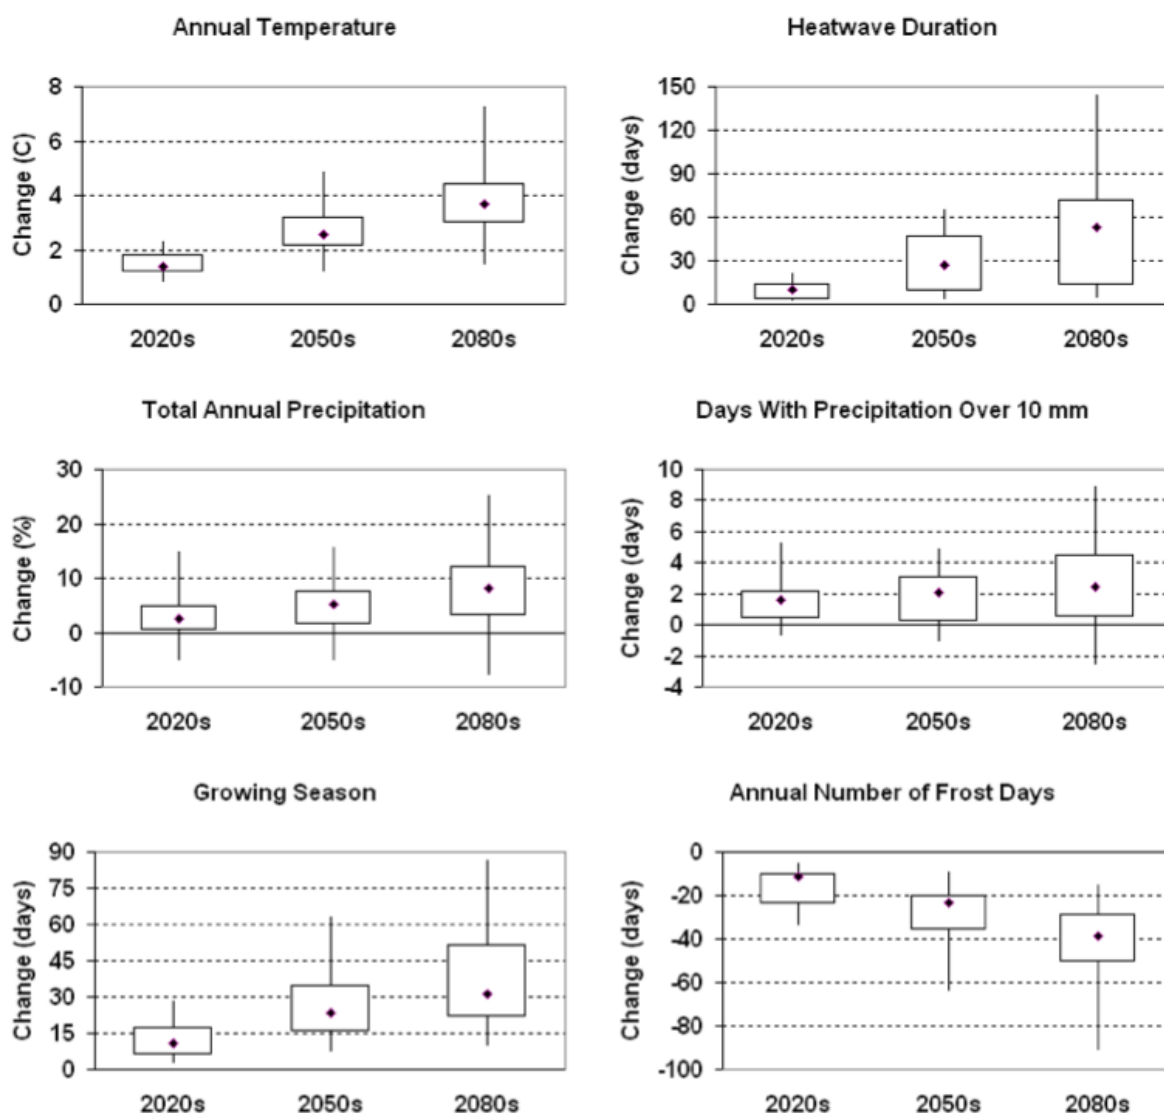 Annual Temperature
Change (C)
8
6
4
2
0
2020s 2050s 2080s
Heatwave Duration
Change (days)
150
120
90
60
30
0
2020s 2050s 2080s
Total Annual Precipitation
Change (%)
30
20
10
0
-10
2020s 2050s 2080s
Days With Precipitation Over 10 mm
Change (days)
10
8
6
4
2
0
-2
-4
2020s 2050s 2080s
Growing Season
Change (days)
90
75
60
45
30
15
0
2020s 2050s 2080s
Annual Number of Frost Days
Change (days)
0
-20
-40
-60
-80
-100
2020s 2050s 2080s